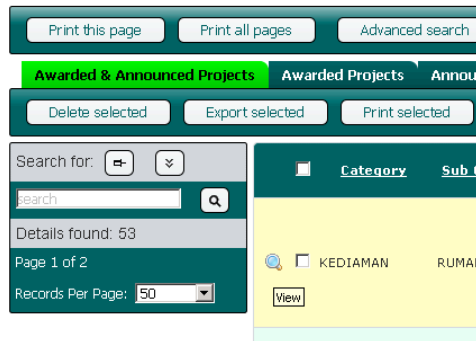 Print this page Print all pages Advanced search
Awarded & Announced Projects Awarded Projects
Delete selected Export selected Print selected
Search for:
search
Category Sub
Details found: 53
Page 1 of 2
KEDIAMAN
Records Per Page: 50
View